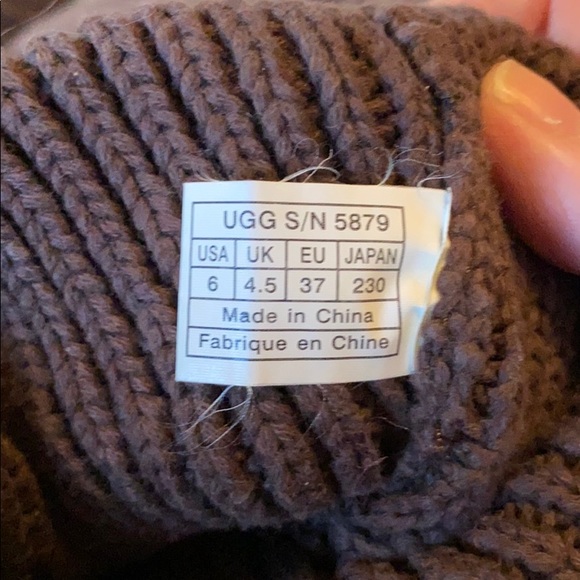 UGG S/N 5879
USA UK EU JAPAN
6 4.5 37 230
Made in China
Fabrique en Chine